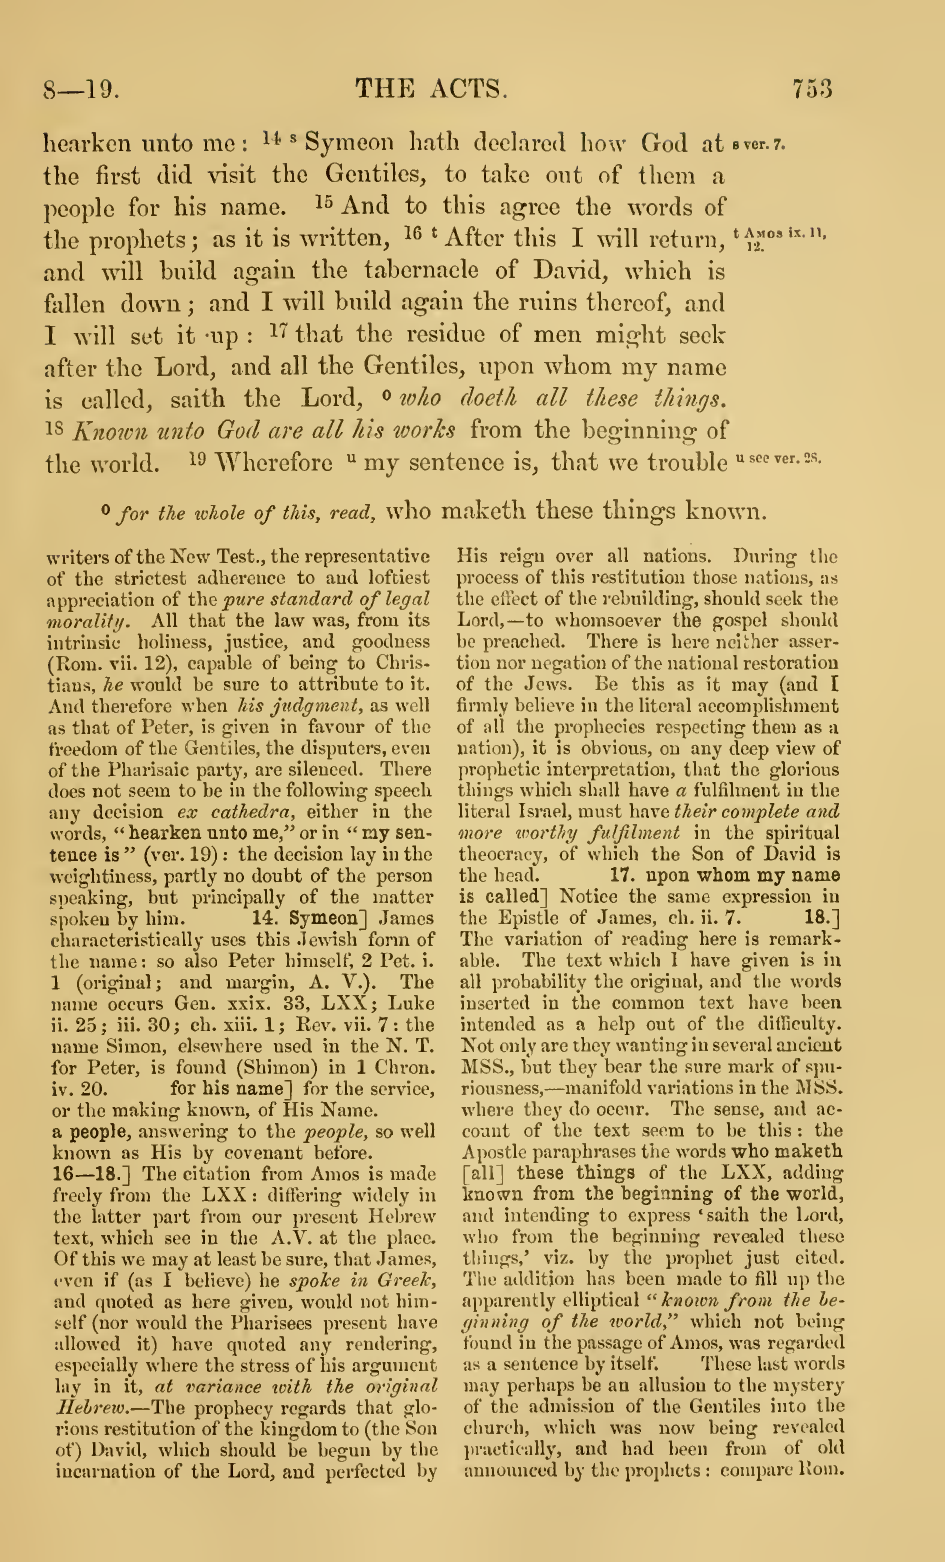 8—19.
THE ACTS.
753
hearken unto me : 14 s Symeon hath declared how God at
s ver. 7.
the first did visit the Gentiles, to take out of them a
people for his name. 15 And to this agree the words of
the prophets ; as it is written, 16 t After this I will return,
t Amos ix. 11, 12.
and will build again the tabernacle of David, which is
fallen down ; and I will build again the ruins thereof, and
I will set it up : 17 that the residue of men might seek
after the Lord, and all the Gentiles, upon whom my name
is called, saith the Lord, o who doeth all these things.
18 Known unto God are all his works from the beginning of
the world. 19 Wherefore u my sentence is, that we trouble
u see ver. 28.
o for the whole of this, read, who maketh these things known.
writers of the New Test., the representative
of the strictest adherence to and loftiest
appreciation of the pure standard of legal
morality. All that the law was, from its
intrinsic holiness, justice, and goodness
(Rom. vii. 12), capable of being to Chris-
tians, he would be sure to attribute to it.
And therefore when his judgment, as well
as that of Peter, is given in favour of the
freedom of the Gentiles, the disputers, even
of the Pharisaic party, are silenced. There
does not seem to be in the following speech
any decision ex cathedra, either in the
words, “ hearken unto me,” or in “ my sen-
tence is ” (ver. 19) : the decision lay in the
weightiness, partly no doubt of the person
speaking, but principally of the matter
spoken by him. 14. Symeon] James
characteristically uses this Jewish form of
the name : so also Peter himself, 2 Pet. i.
1 (original ; and margin, A. V.). The
name occurs Gen. xxix. 33, LXX ; Luke
ii. 25 ; iii. 30 ; ch. xiii. 1 ; Rev. vii. 7 : the
name Simon, elsewhere used in the N. T.
for Peter, is found (Shimon) in 1 Chron.
iv. 20. for his name] for the service,
or the making known, of His Name.
a people, answering to the people, so well
known as His by covenant before.
16—18.] The citation from Amos is made
freely from the LXX : differing widely in
the latter part from our present Hebrew
text, which see in the A.V. at the place.
Of this we may at least be sure, that James,
even if (as I believe) he spoke in Greek,
and quoted as here given, would not him-
self (nor would the Pharisees present have
allowed it) have quoted any rendering,
especially where the stress of his argument
lay in it, at variance with the original
Hebrew.—The prophecy regards that glo-
rious restitution of the kingdom to (the Son
of) David, which should be begun by the
incarnation of the Lord, and perfected by
His reign over all nations. During the
process of this restitution those nations, as
the effect of the rebuilding, should seek the
Lord,—to whomsoever the gospel should
be preached. There is here neither asser-
tion nor negation of the national restoration
of the Jews. Be this as it may (and I
firmly believe in the literal accomplishment
of all the prophecies respecting them as a
nation), it is obvious, on any deep view of
prophetic interpretation, that the glorious
things which shall have a fulfilment in the
literal Israel, must have their complete and
more worthy fulfilment in the spiritual
theocracy, of which the Son of David is
the head. 17. upon whom my name
is called] Notice the same expression in
the Epistle of James, ch. ii. 7. 18.]
The variation of reading here is remark-
able. The text which I have given is in
all probability the original, and the words
inserted in the common text have been
intended as a help out of the difficulty.
Not only are they wanting in several ancient
MSS., but they bear the sure mark of spu-
riousness,—manifold variations in the MSS.
where they do occur. The sense, and ac-
count of the text seem to be this : the
Apostle paraphrases the words who maketh
[all] these things of the LXX, adding
known from the beginning of the world,
and intending to express ‘ saith the Lord,
who from the beginning revealed these
things,’ viz. by the prophet just cited.
The addition has been made to fill up the
apparently elliptical “ known from the be-
ginning of the world,” which not being
found in the passage of Amos, was regarded
as a sentence by itself. These last words
may perhaps be an allusion to the mystery
of the admission of the Gentiles into the
church, which was now being revealed
practically, and had been from of old
announced by the prophets : compare Rom.